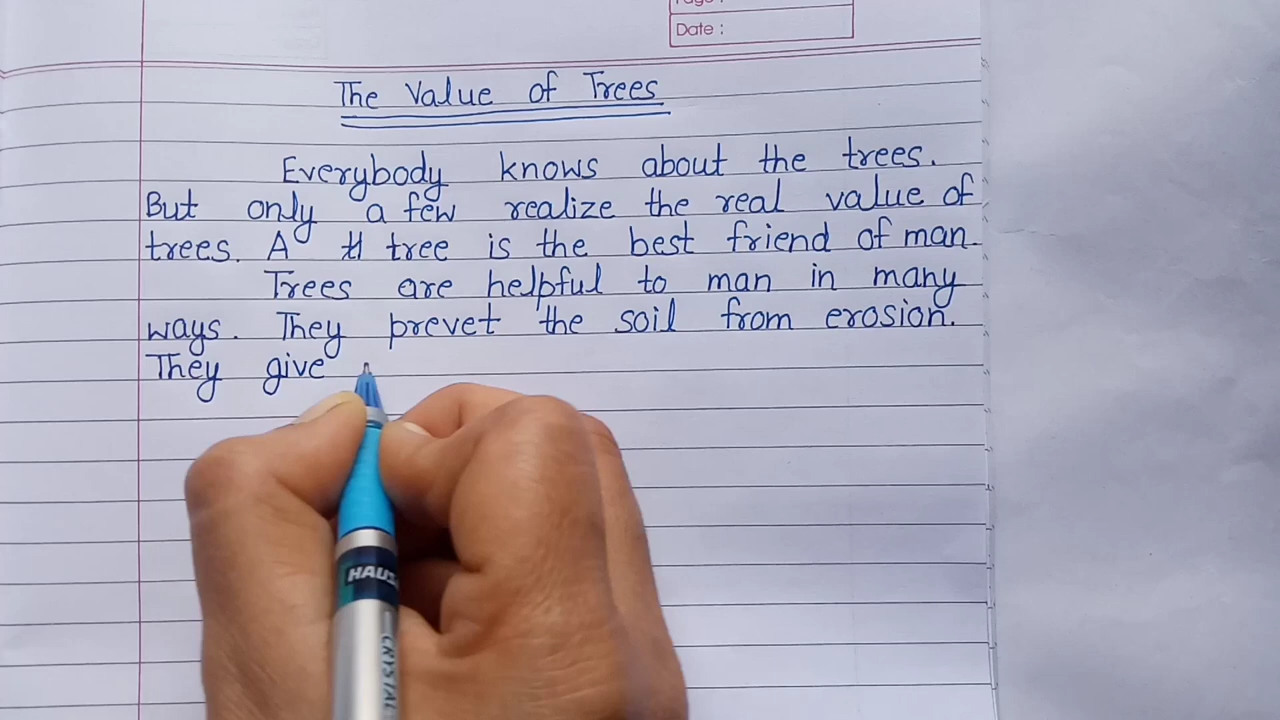 Date :
The Value of Trees
Everybody knows about the trees.
But only a few realize the real value of
trees. A tree is the best friend of man.
Trees are helpful to man in many
ways. They prevet the soil from erosion.
They give
HAUS
CRYSTAL